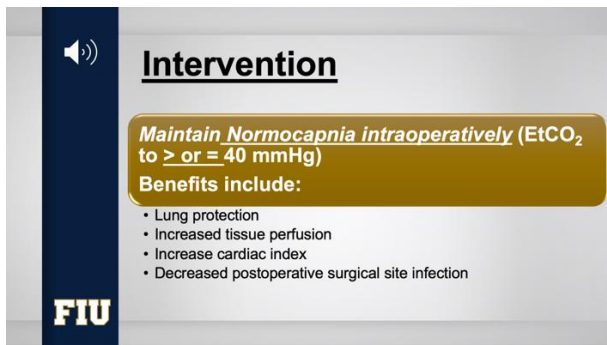 Intervention
Maintain Normocapnia intraoperatively (EtCO₂
to > or = 40 mmHg)
Benefits include:
• Lung protection
• Increased tissue perfusion
• Increase cardiac index
• Decreased postoperative surgical site infection
FIU